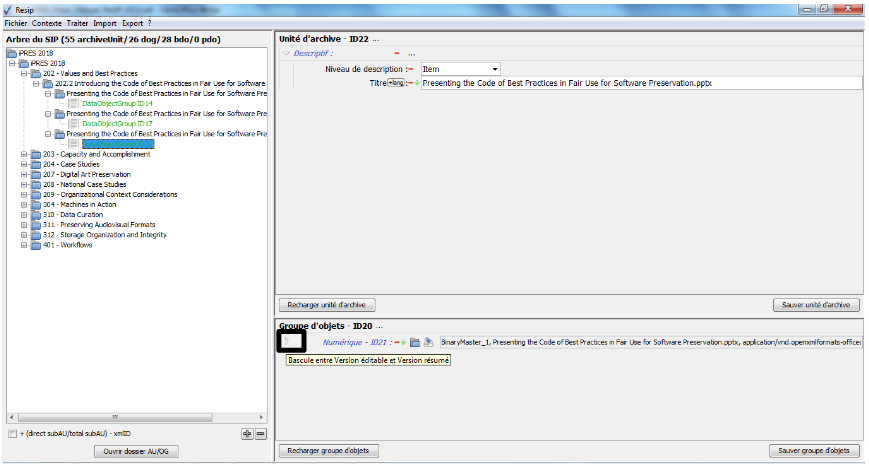 Resip
Fichier Contexte Traiter Import Export ?
Arbre du SIP (55 archiveUnit/26 dog/28 bdo/0 pdo)
iPRES 2018
iPRES 2018
202 - Values and Best Practices
202.2 Introducing the Code of Best Practices in Fair Use for Software
Presenting the Code of Best Practices in Fair Use for Software Pre
DataObjectGroup ID14
Presenting the Code of Best Practices in Fair Use for Software Pre
DataObjectGroup ID17
Presenting the Code of Best Practices in Fair Use for Software Pre
203 - Capacity and Accomplishment
204 - Case Studies
207 - Digital Art Preservation
208 - National Case Studies
209 - Organizational Context Considerations
304 - Machines in Action
310 - Data Curation
311 - Preserving Audiovisual Formats
312 - Storage Organization and Integrity
401 - Workflows
+ (direct subAU/total subAU) - xmlID
Ouvrir dossier AU/OG
Unité d'archive - ID22 ...
Descriptif : - ...
Niveau de description :- Item
Titre +lang :-+ Presenting the Code of Best Practices in Fair Use for Software Preservation.pptx
Recharger unité d'archive
Sauver unité d'archive
Groupe d'objets - ID20 ...
Numérique - ID21 : -+ BinaryMaster_1, Presenting the Code of Best Practices in Fair Use for Software Preservation.pptx, application/vnd.openxmlformats-office
Bascule entre Version éditable et Version résumé
Recharger groupe d'objets
Sauver groupe d'objets